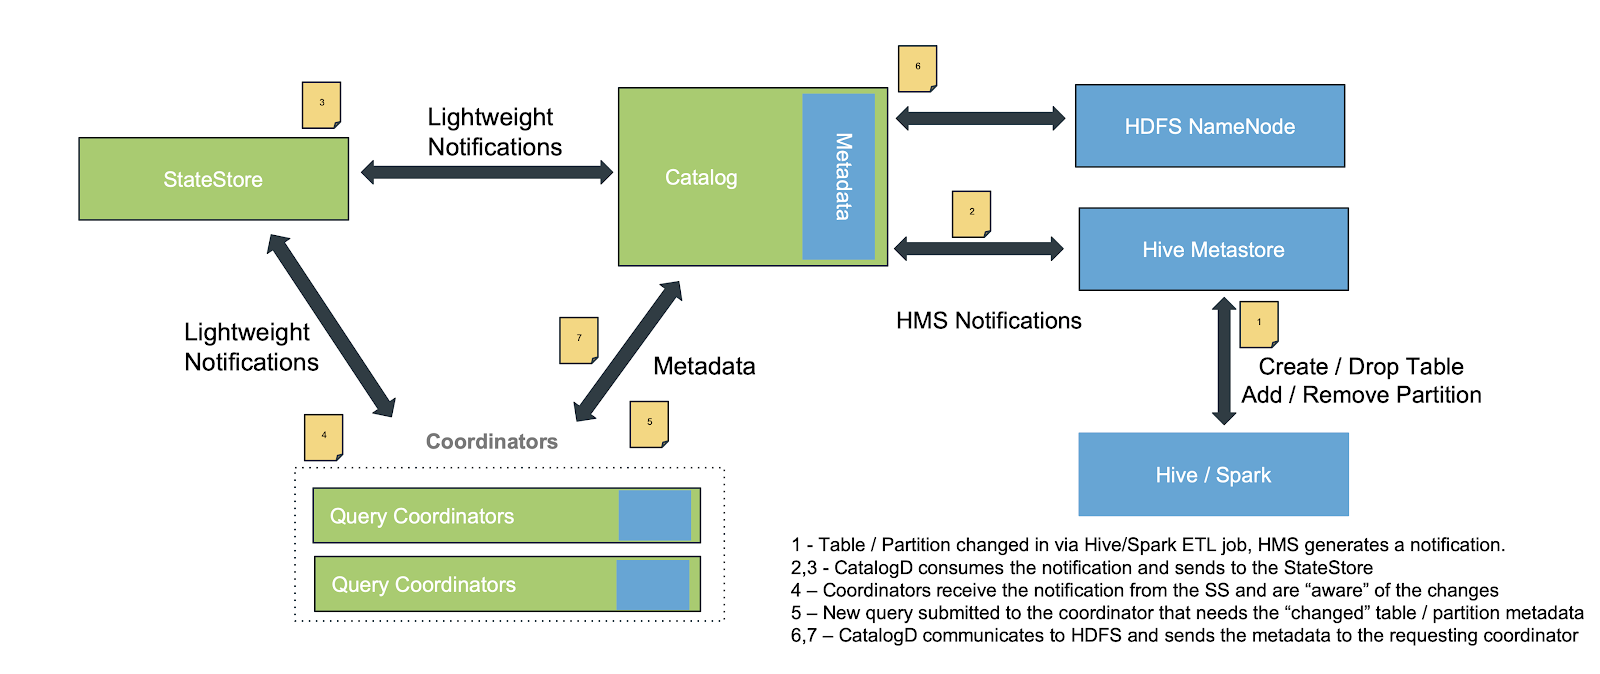 3
StateStore
Lightweight
Notifications
Catalog
Metadata
6
HDFS NameNode
2
Hive Metastore
HMS Notifications
1
Create / Drop Table
Add / Remove Partition
Hive / Spark
Lightweight
Notifications
7
Metadata
4
Coordinators
5
Query Coordinators
Query Coordinators
1 - Table / Partition changed in via Hive/Spark ETL job, HMS generates a notification.
2,3 - CatalogD consumes the notification and sends to the StateStore
4 – Coordinators receive the notification from the SS and are “aware” of the changes
5 – New query submitted to the coordinator that needs the “changed” table / partition metadata
6,7 – CatalogD communicates to HDFS and sends the metadata to the requesting coordinator